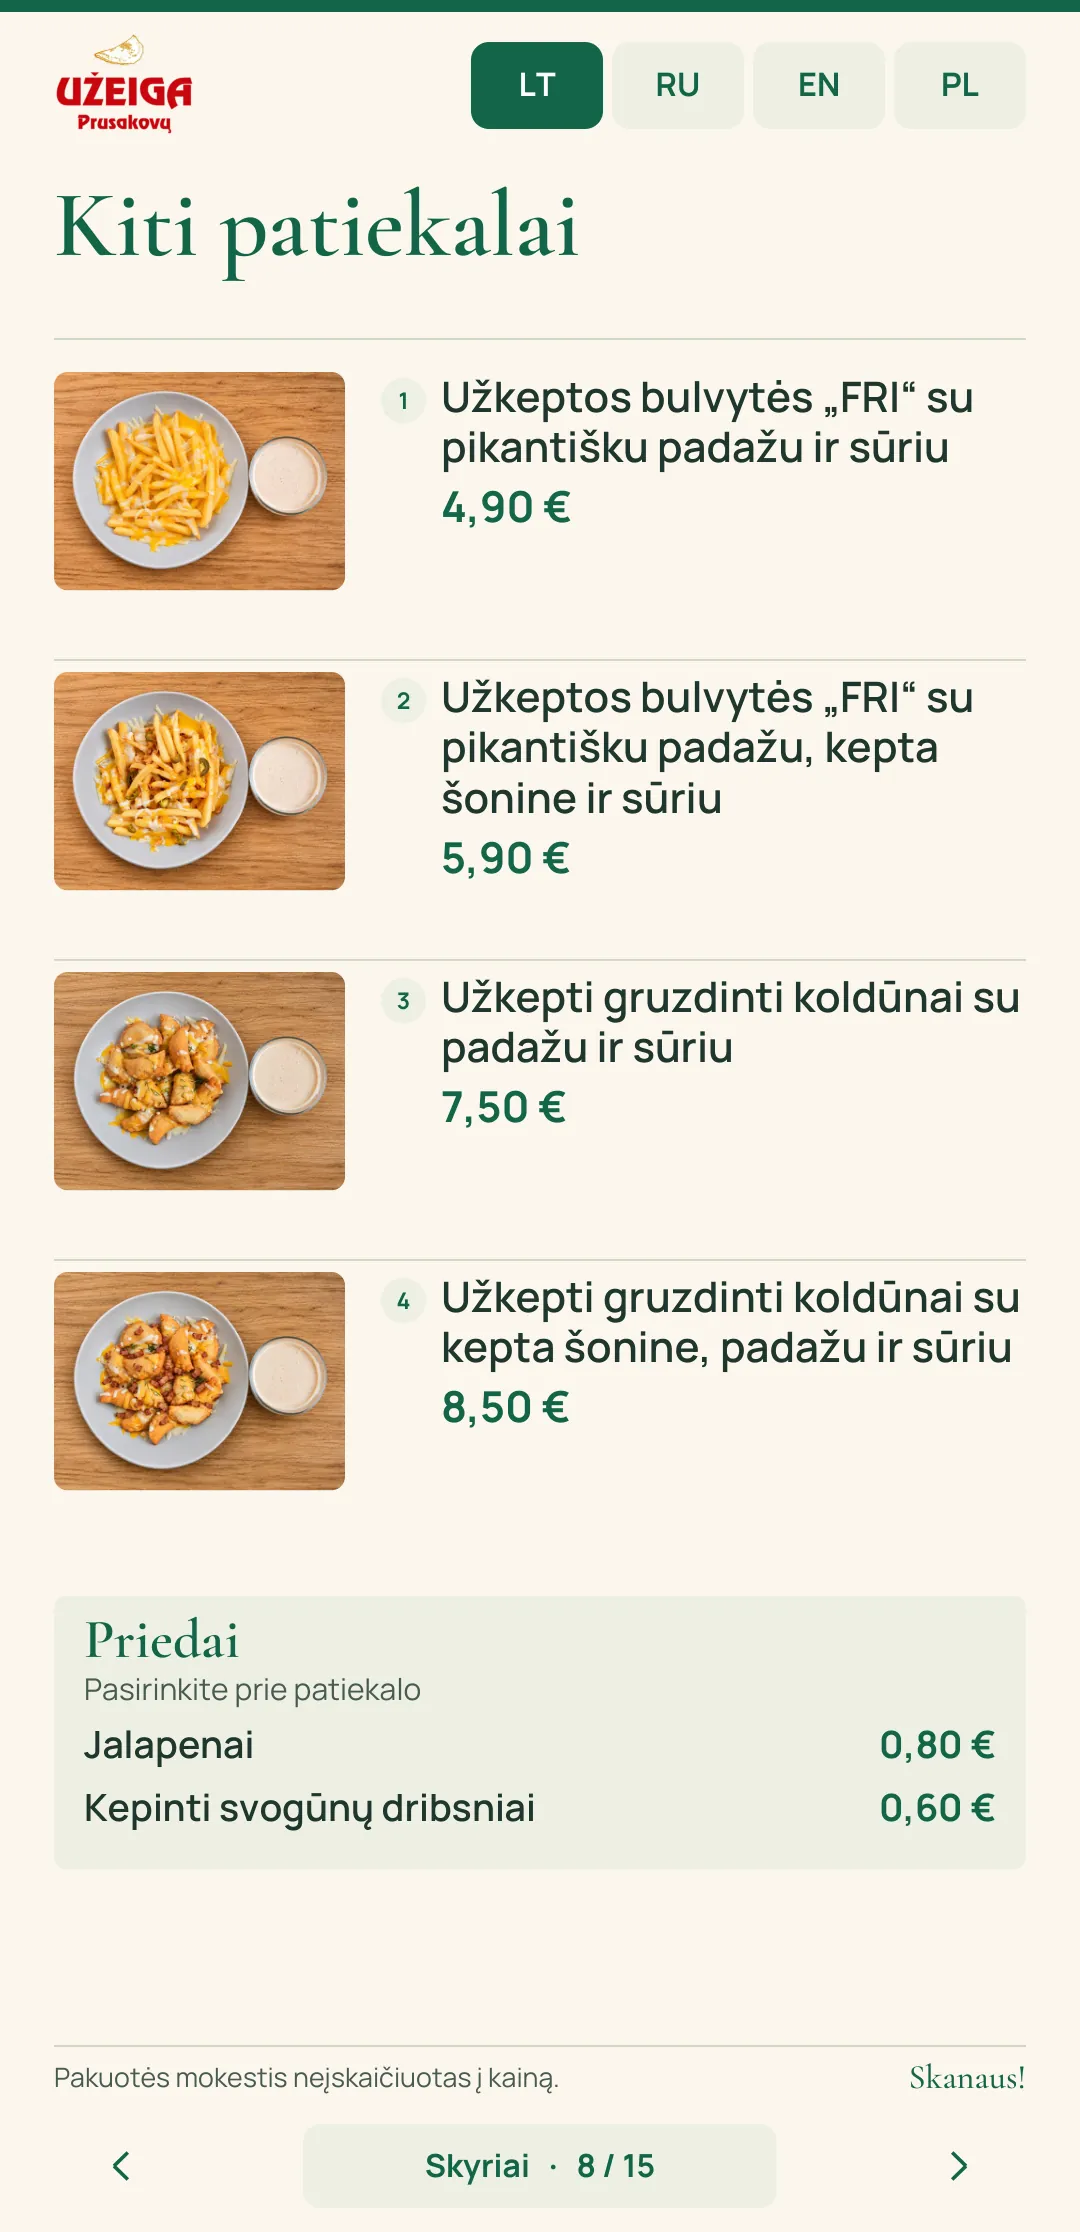 UŽEIGA
Prusakovų
LT
RU
EN
PL
Kiti patiekalai
1
Užkeptos bulvytės „FRI“ su
pikantišku padažu ir sūriu
4,90 €
2
Užkeptos bulvytės „FRI“ su
pikantišku padažu, kepta
šonine ir sūriu
5,90 €
3
Užkepti gruzdinti koldūnai su
padažu ir sūriu
7,50 €
4
Užkepti gruzdinti koldūnai su
kepta šonine, padažu ir sūriu
8,50 €
Priedai
Pasirinkite prie patiekalo
Jalapenai 0,80 €
Kepinti svogūnų dribsniai 0,60 €
Pakuotės mokestis neįskaičiuotas į kainą. Skanaus!
Skyriai · 8 / 15